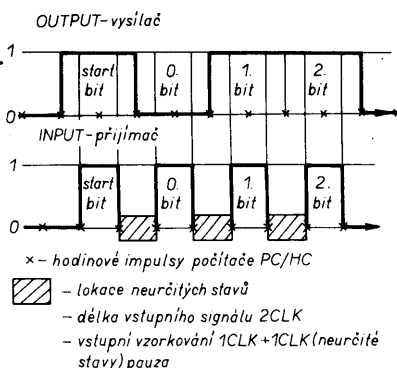 OUTPUT-vysílač
1
start 0. 1. 2.
bit bit bit bit
0
INPUT-přijímač
1
start 0. 1. 2.
bit bit bit bit
0
× – hodinové impulsy počítače PC/HC
– lokace neurčitých stavů
– délka vstupního signálu 2CLK
– vstupní vzorkování 1CLK+1CLK(neurčité
stavy) pauza